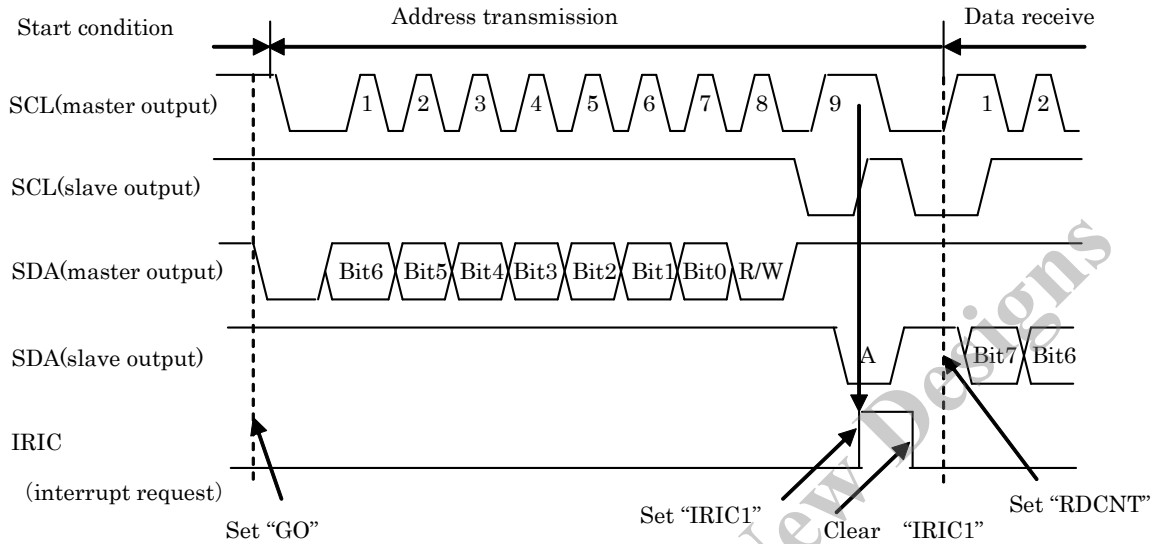 Start condition Address transmission Data receive
SCL(master output) 1 2 3 4 5 6 7 8 9 1 2
SCL(slave output)
SDA(master output) Bit6 Bit5 Bit4 Bit3 Bit2 Bit1 Bit0 R/W
SDA(slave output) A Bit7 Bit6
IRIC
(interrupt request)
Set “GO” Set “IRIC1” Clear “IRIC1” Set “RDCNT”
New Designs